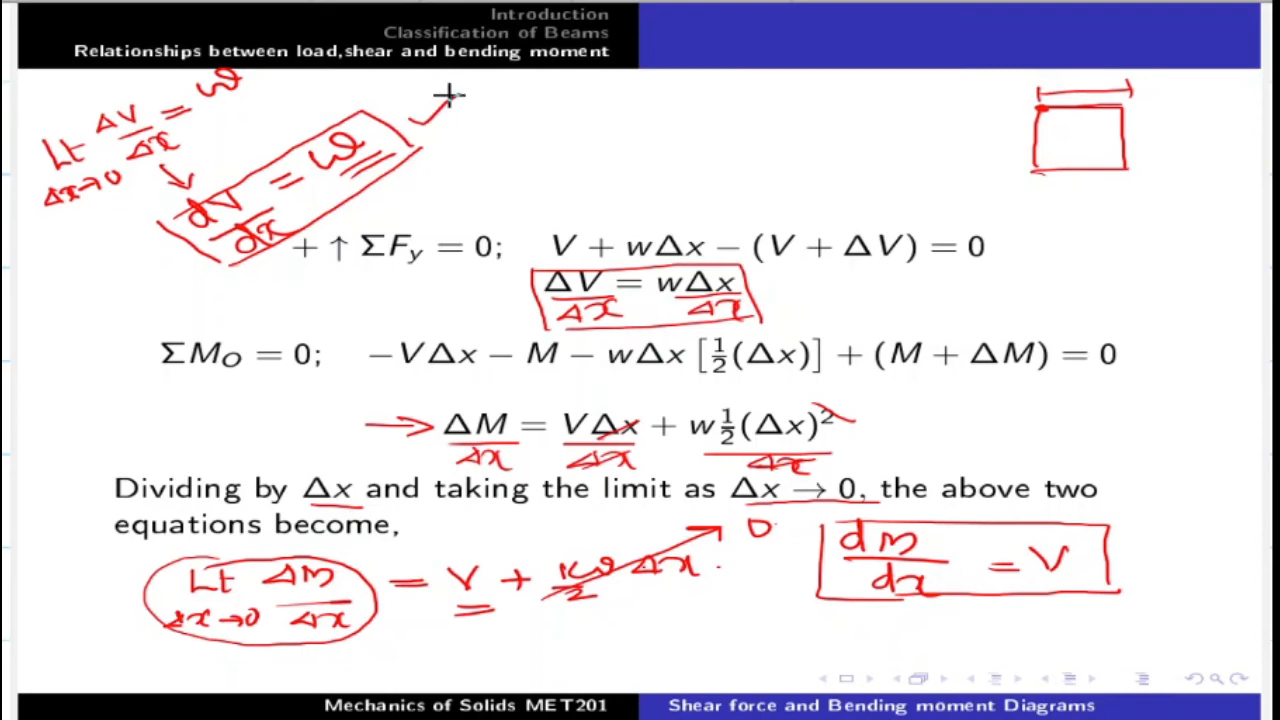 Introduction
Classification of Beams
Relationships between load,shear and bending moment
Lt ΔV/Δx = w
Δx→0
dV/dx = w
+ ↑ ΣF_y = 0; V + wΔx − (V + ΔV) = 0
ΔV = wΔx
Δx Δx
ΣM_O = 0; −VΔx − M − wΔx [½(Δx)] + (M + ΔM) = 0
→ ΔM = VΔx + w½(Δx)²
Δx Δx Δx
Dividing by Δx and taking the limit as Δx → 0, the above two
equations become,
Lt ΔM/Δx = V + 1/2 w Δx. 0
Δx→0
dM/dx = V
Mechanics of Solids MET201 Shear force and Bending moment Diagrams